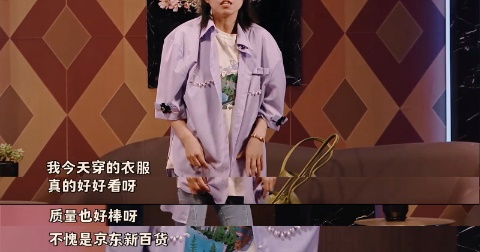 我今天穿的衣服
真的好好看呀
质量也好棒呀
不愧是京东新百货